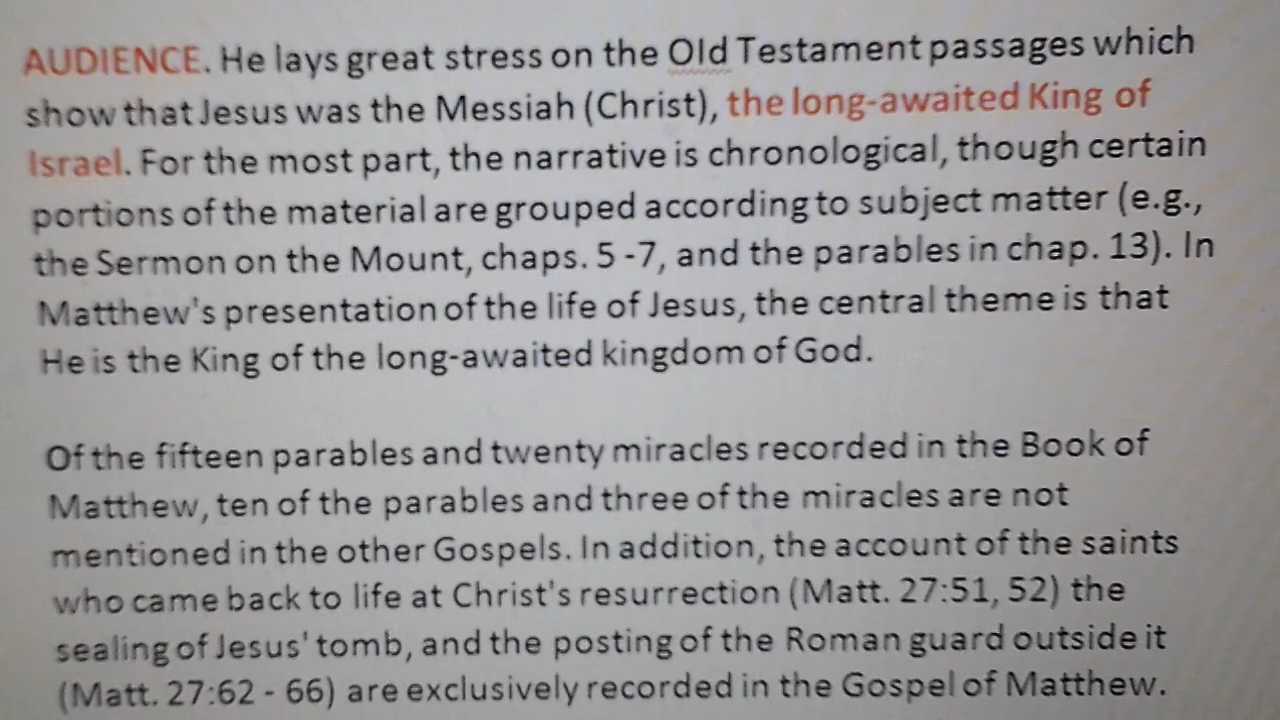 AUDIENCE. He lays great stress on the Old Testament passages which
show that Jesus was the Messiah (Christ), the long-awaited King of
Israel. For the most part, the narrative is chronological, though certain
portions of the material are grouped according to subject matter (e.g.,
the Sermon on the Mount, chaps. 5 -7, and the parables in chap. 13). In
Matthew's presentation of the life of Jesus, the central theme is that
He is the King of the long-awaited kingdom of God.
Of the fifteen parables and twenty miracles recorded in the Book of
Matthew, ten of the parables and three of the miracles are not
mentioned in the other Gospels. In addition, the account of the saints
who came back to life at Christ's resurrection (Matt. 27:51, 52) the
sealing of Jesus' tomb, and the posting of the Roman guard outside it
(Matt. 27:62 - 66) are exclusively recorded in the Gospel of Matthew.